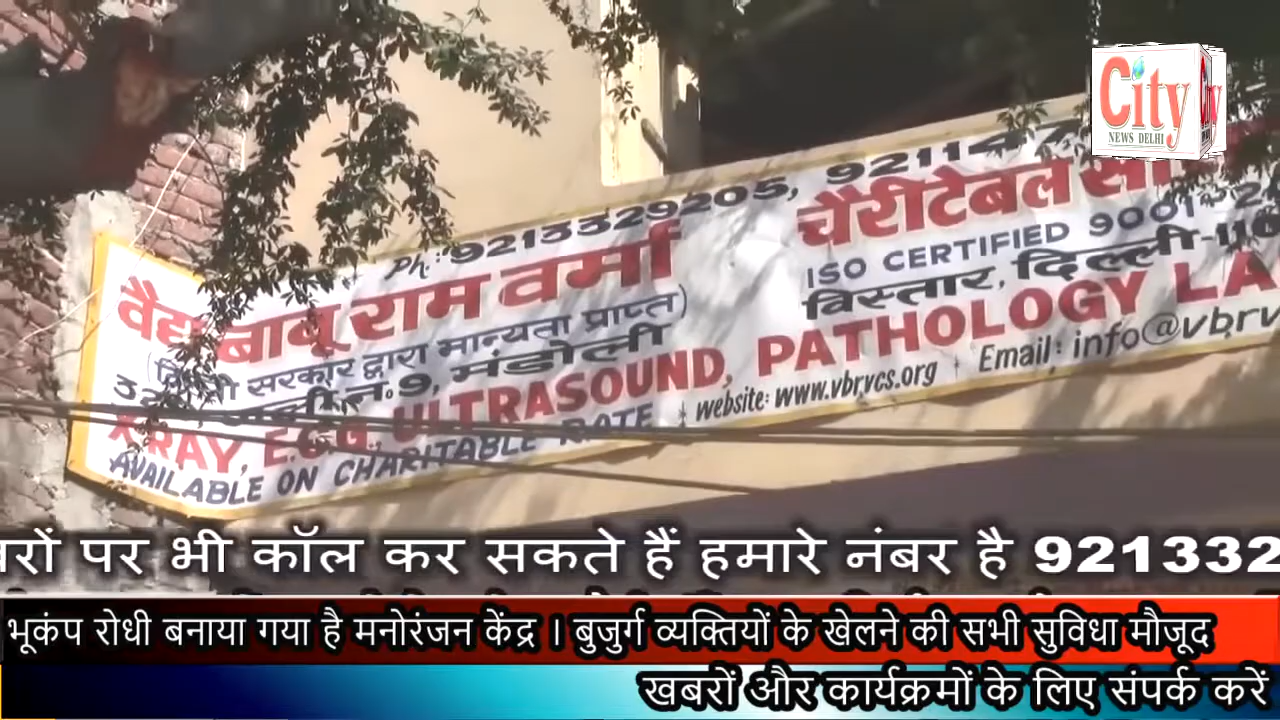 City
NEWS DELHI
Ph:-9213329205, 92114
वैद्य बाबू राम वर्मा
चैरीटेबल
सरकार द्वारा मान्यता प्राप्त)
ISO CERTIFIED 9001
न.9, मंडोली
विस्तार, दिल्ली-110
X-RAY, E.C.G., ULTRASOUND, PATHOLOGY LA
AVAILABLE ON CHARITABLE RATE
website: www.vbrvcs.org
Email: info@vbrv
पर भी कॉल कर सकते हैं हमारे नंबर है 921332
भूकंप रोधी बनाया गया है मनोरंजन केंद्र । बुजुर्ग व्यक्तियों के खेलने की सभी सुविधा मौजूद
खबरों और कार्यक्रमों के लिए संपर्क करें